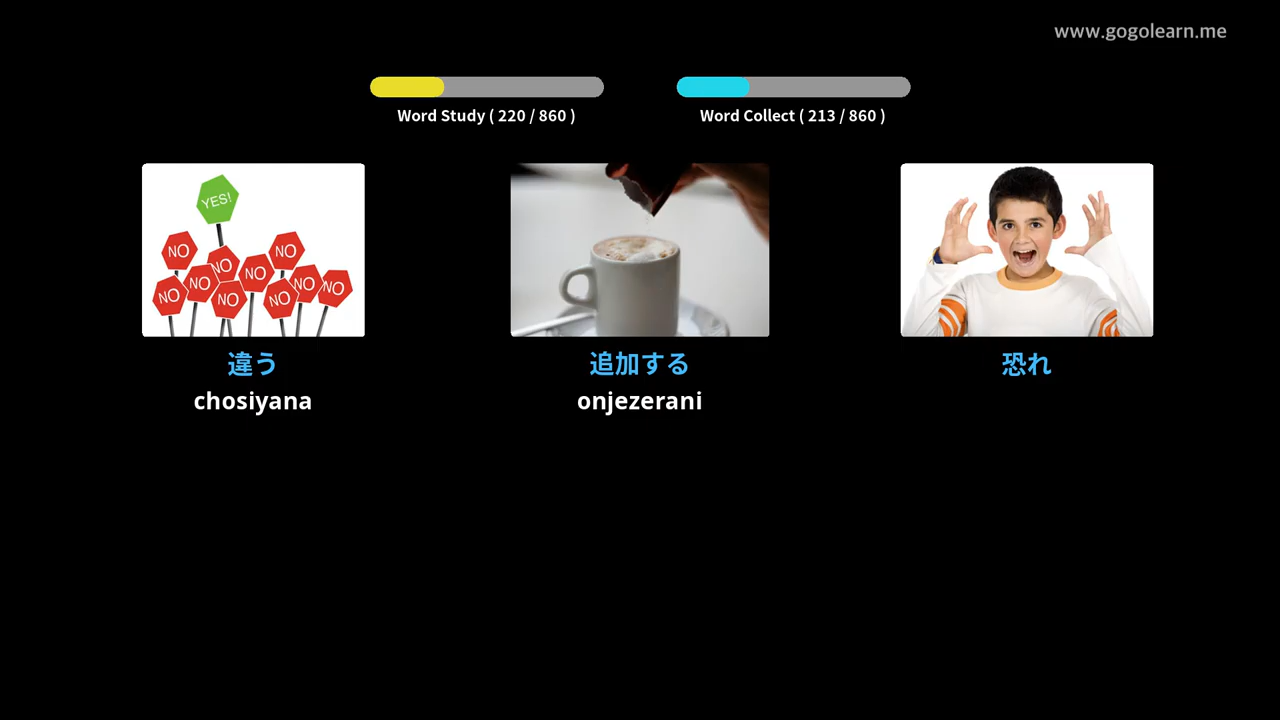 www.gogolearn.me
Word Study ( 220 / 860 )
Word Collect ( 213 / 860 )
YES!
NO
NO
NO
NO
NO
NO
NO
NO
NO
NO
違う
追加する
恐れ
chosiyana
onjezerani